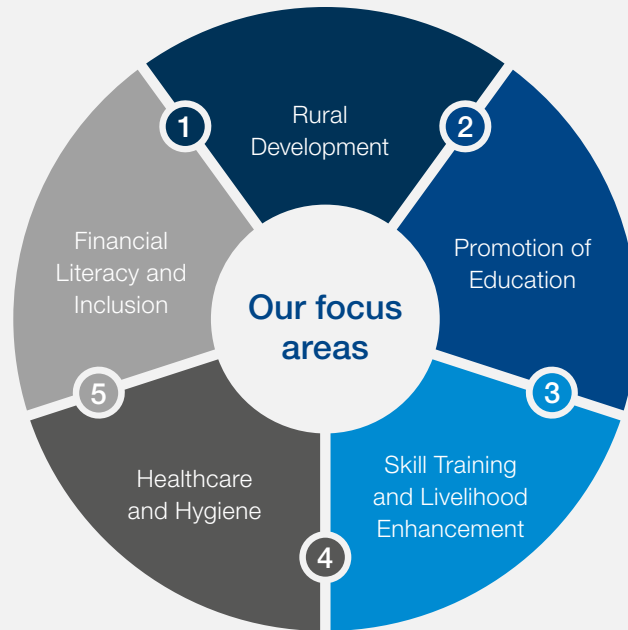 1
Rural
Development
2
Promotion of
Education
3
Skill Training
and Livelihood
Enhancement
4
Healthcare
and Hygiene
5
Financial
Literacy and
Inclusion
Our focus
areas